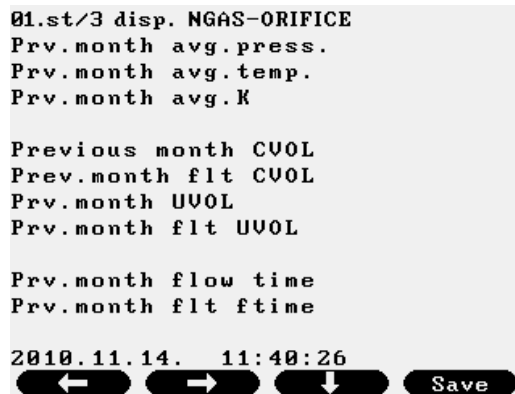 01.st/3 disp. NGAS-ORIFICE
Prv.month avg.press.
Prv.month avg.temp.
Prv.month avg.K
Previous month CVOL
Prev.month flt CVOL
Prv.month UVOL
Prv.month flt UVOL
Prv.month flow time
Prv.month flt ftime
2010.11.14. 11:40:26
← → ↓ Save